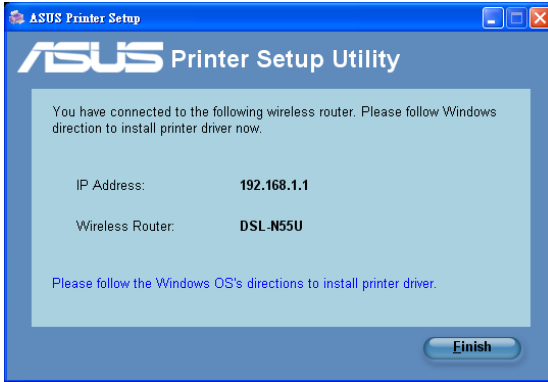 ASUS Printer Setup
ASUS Printer Setup Utility
You have connected to the following wireless router. Please follow Windows
direction to install printer driver now.
IP Address: 192.168.1.1
Wireless Router: DSL-N55U
Please follow the Windows OS's directions to install printer driver.
Finish